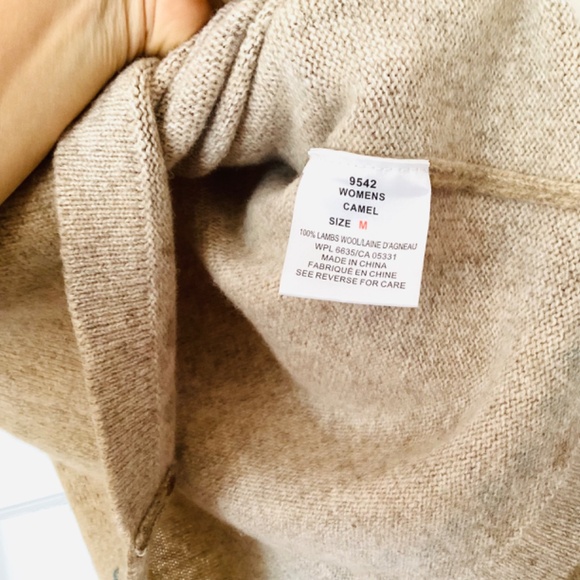 9542
WOMENS
CAMEL
SIZE M
100% LAMBS WOOL/LAINE D'AGNEAU
WPL 6635/CA 05331
MADE IN CHINA
FABRIQUÉ EN CHINE
SEE REVERSE FOR CARE